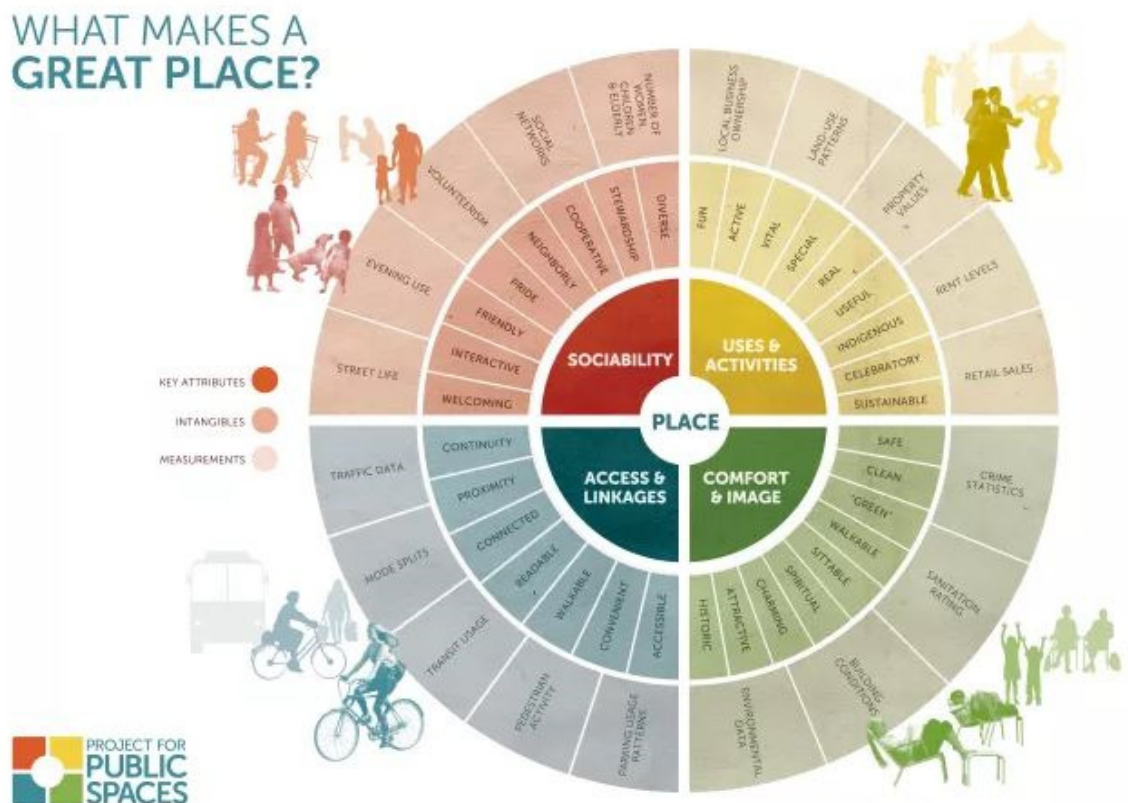 WHAT MAKES A
GREAT PLACE?
KEY ATTRIBUTES
INTANGIBLES
MEASUREMENTS
PLACE
SOCIABILITY
USES &
ACTIVITIES
ACCESS &
LINKAGES
COMFORT
& IMAGE
WELCOMING
INTERACTIVE
FRIENDLY
PRIDE
NEIGHBORLY
COOPERATIVE
STEWARDSHIP
DIVERSE
FUN
ACTIVE
VITAL
SPECIAL
REAL
USEFUL
INDIGENOUS
CELEBRATORY
SUSTAINABLE
SAFE
CLEAN
"GREEN"
WALKABLE
SITTABLE
SPIRITUAL
CHARMING
ATTRACTIVE
HISTORIC
ACCESSIBLE
CONVENIENT
WALKABLE
READABLE
CONNECTED
PROXIMITY
CONTINUITY
STREET LIFE
EVENING USE
VOLUNTEERISM
SOCIAL
NETWORKS
NUMBER OF
WOMEN
CHILDREN
& ELDERLY
LOCAL BUSINESS
OWNERSHIP
LAND-USE
PATTERNS
PROPERTY
VALUES
RENT LEVELS
RETAIL SALES
CRIME
STATISTICS
SANITATION
RATING
BUILDING
CONDITIONS
ENVIRONMENTAL
DATA
PARKING USAGE
PATTERNS
PEDESTRIAN
ACTIVITY
TRANSIT USAGE
MODE SPLITS
TRAFFIC DATA
PROJECT FOR
PUBLIC
SPACES